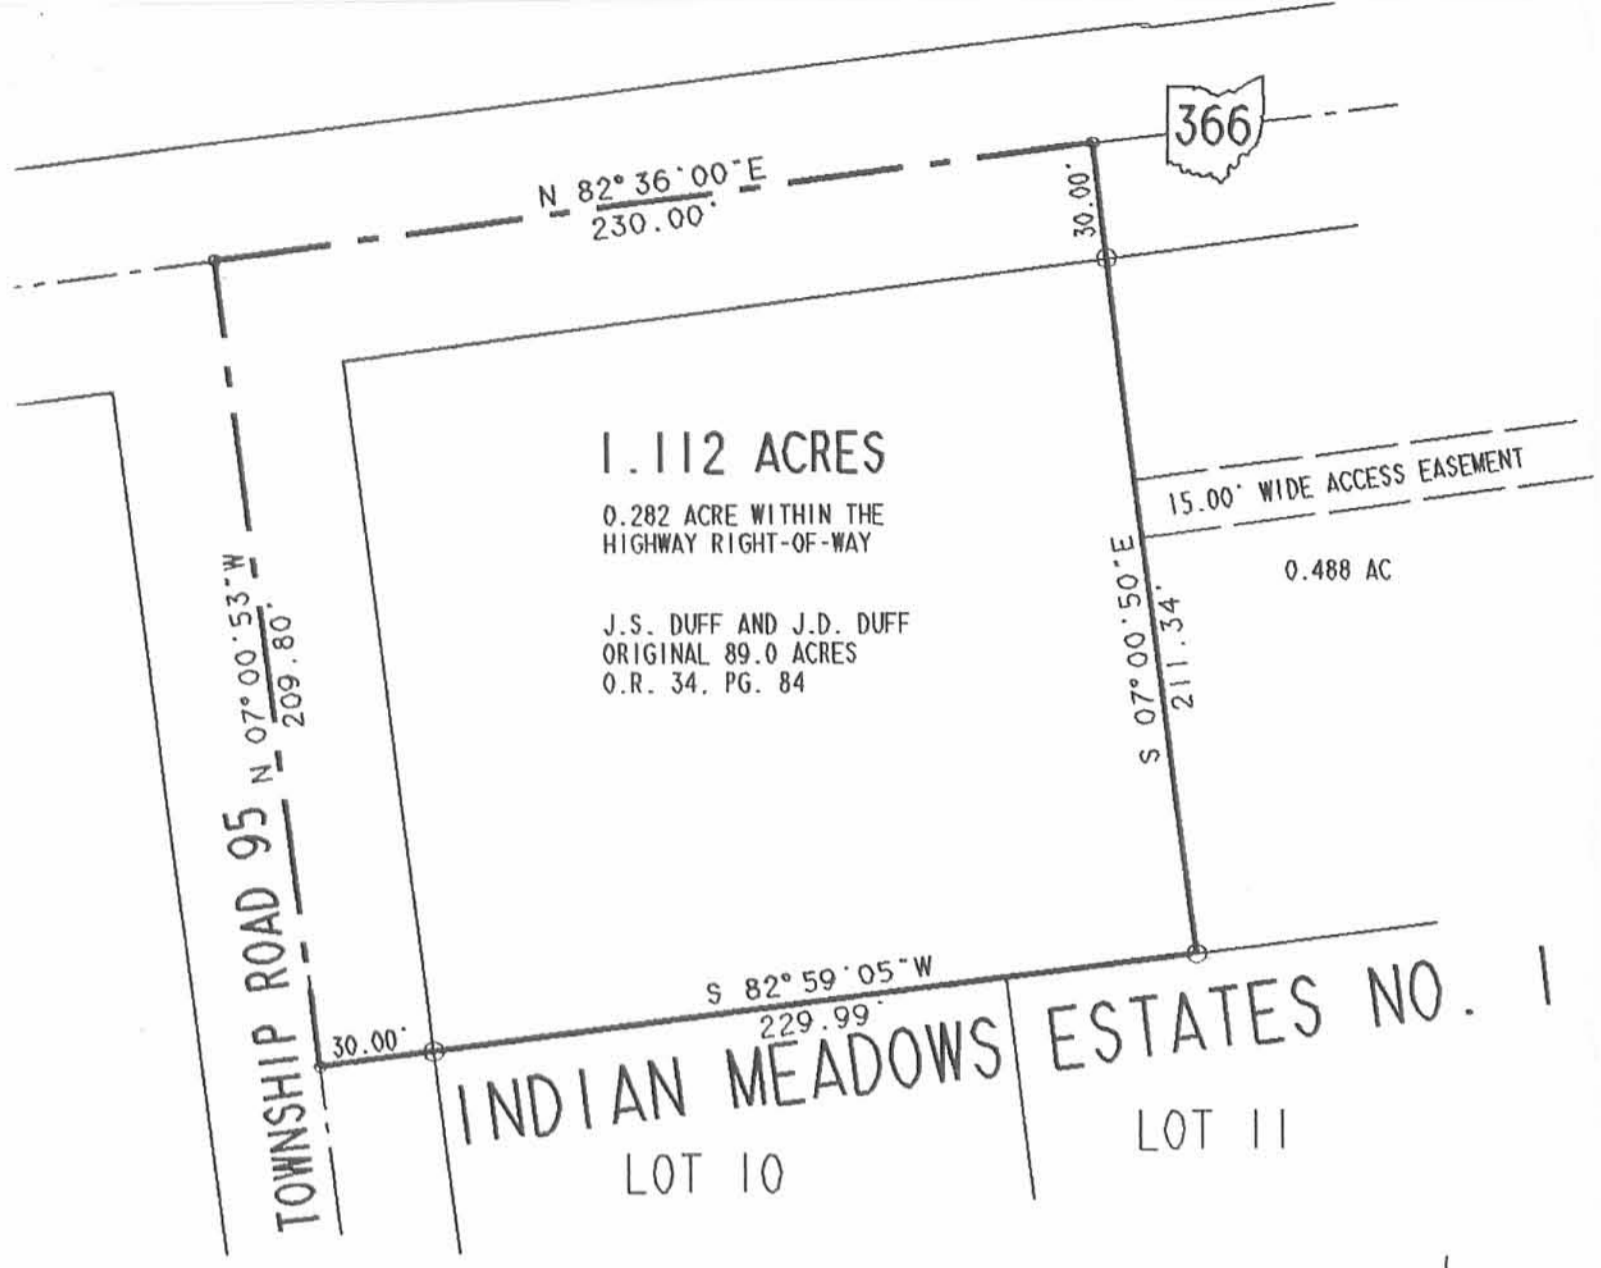 366
N 82° 36' 00" E
230.00'
30.00'
1.112 ACRES
0.282 ACRE WITHIN THE
HIGHWAY RIGHT-OF-WAY
J.S. DUFF AND J.D. DUFF
ORIGINAL 89.0 ACRES
O.R. 34, PG. 84
15.00' WIDE ACCESS EASEMENT
0.488 AC
N 07° 00' 53" W
209.80'
S 07° 00' 50" E
211.34'
TOWNSHIP ROAD 95
S 82° 59' 05" W
229.99'
30.00'
INDIAN MEADOWS ESTATES NO. 1
LOT 10
LOT 11